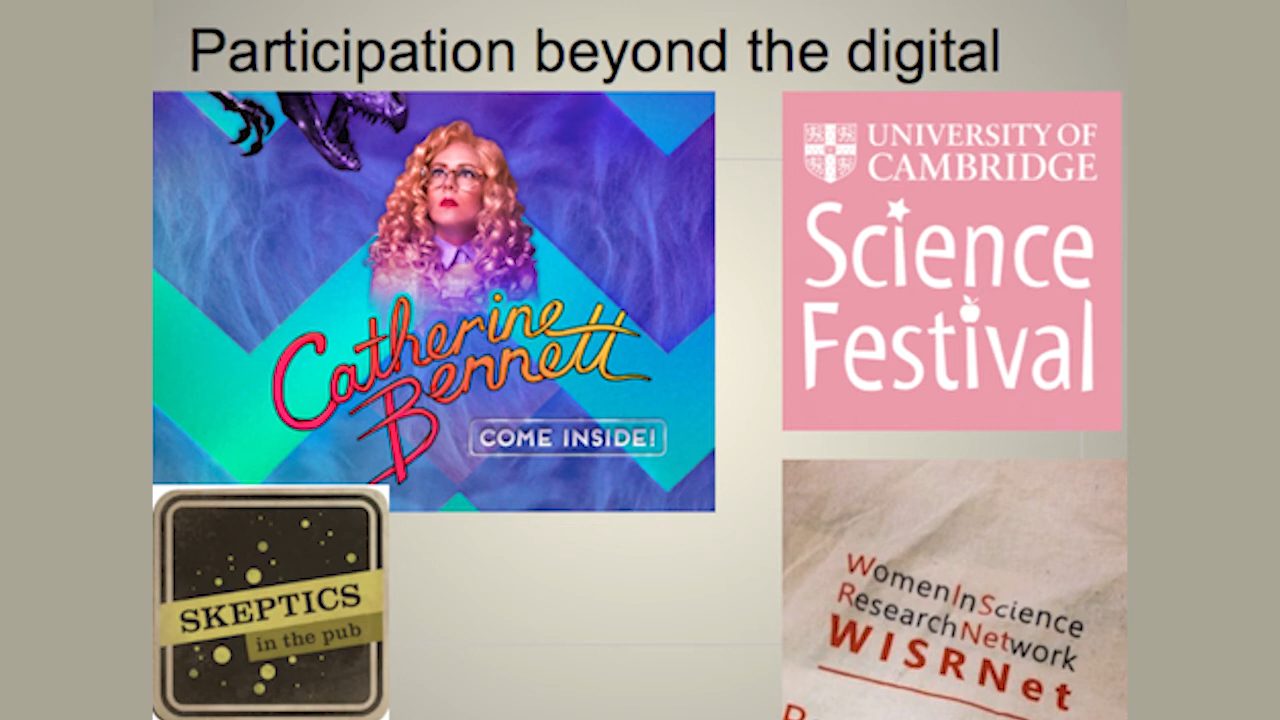 Participation beyond the digital
Catherine
Bennett
COME INSIDE!
UNIVERSITY OF
CAMBRIDGE
Science
Festival
SKEPTICS
in the pub
WomenInScience
ResearchNetwork
WISRNet